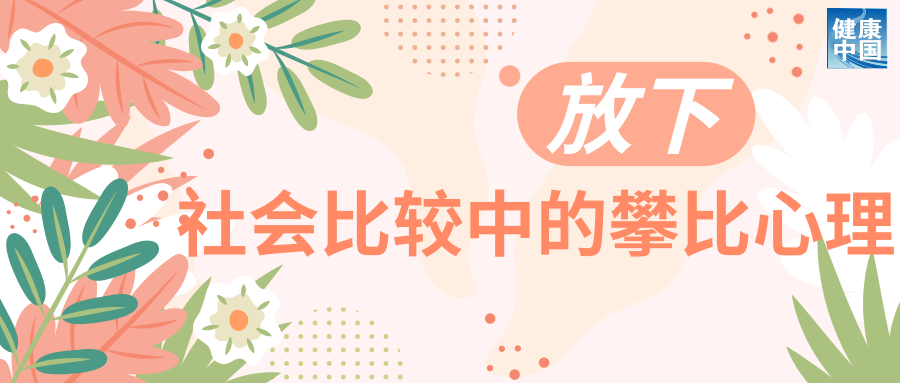 健康
中国
放下
社会比较中的攀比心理